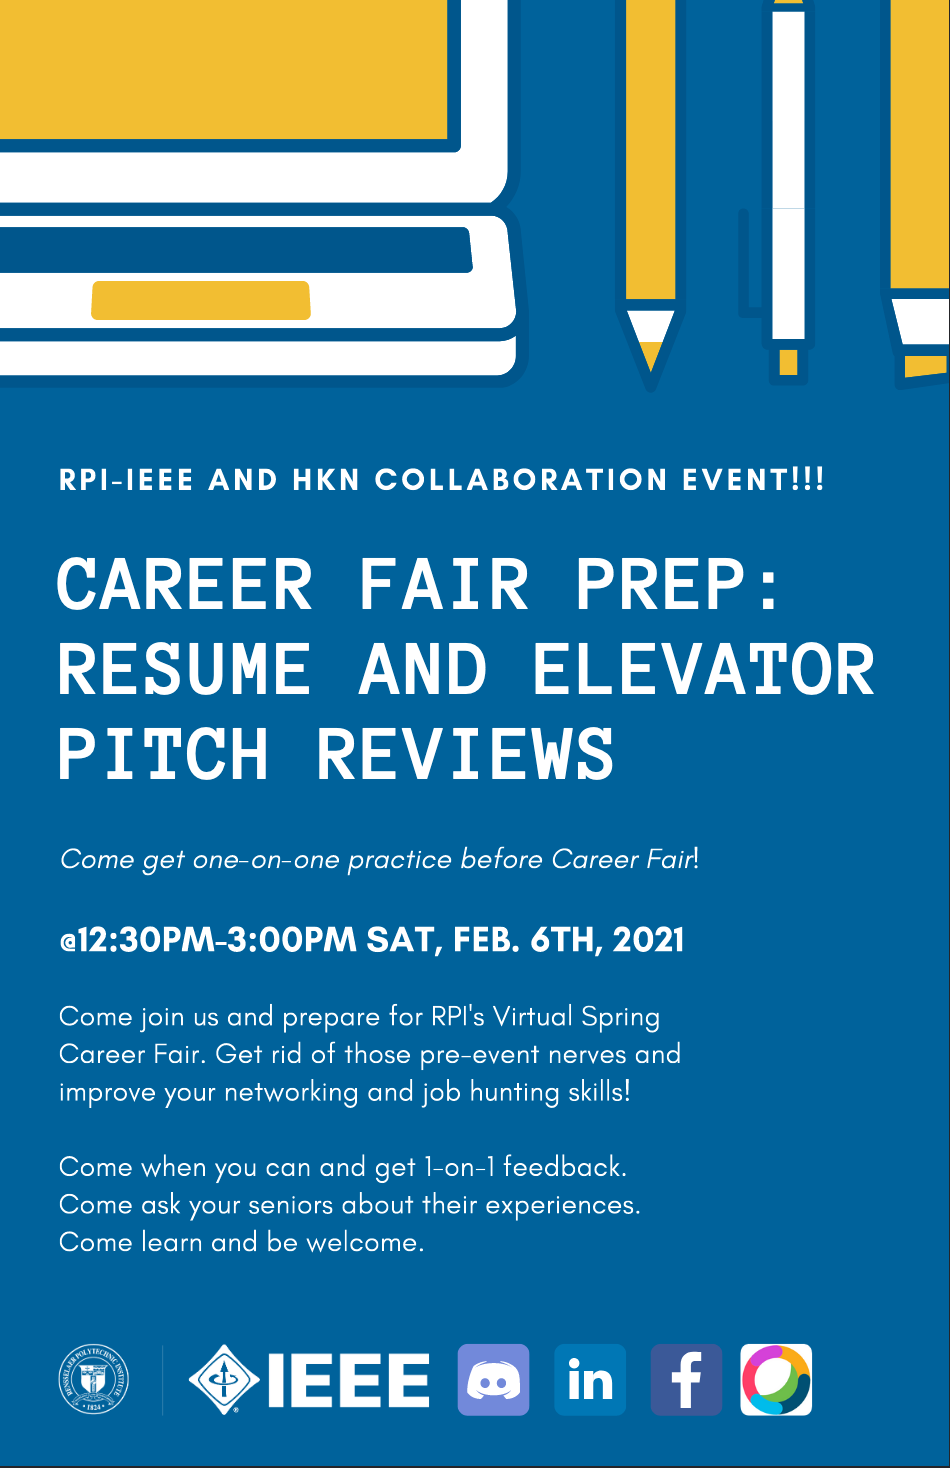 RPI-IEEE AND HKN COLLABORATION EVENT!!!
CAREER FAIR PREP:
RESUME AND ELEVATOR
PITCH REVIEWS
Come get one-on-one practice before Career Fair!
@12:30PM-3:00PM SAT, FEB. 6TH, 2021
Come join us and prepare for RPI's Virtual Spring
Career Fair. Get rid of those pre-event nerves and
improve your networking and job hunting skills!
Come when you can and get 1-on-1 feedback.
Come ask your seniors about their experiences.
Come learn and be welcome.
RENSSELAER POLYTECHNIC INSTITUTE
• 1824 •
IEEE
®
in
f